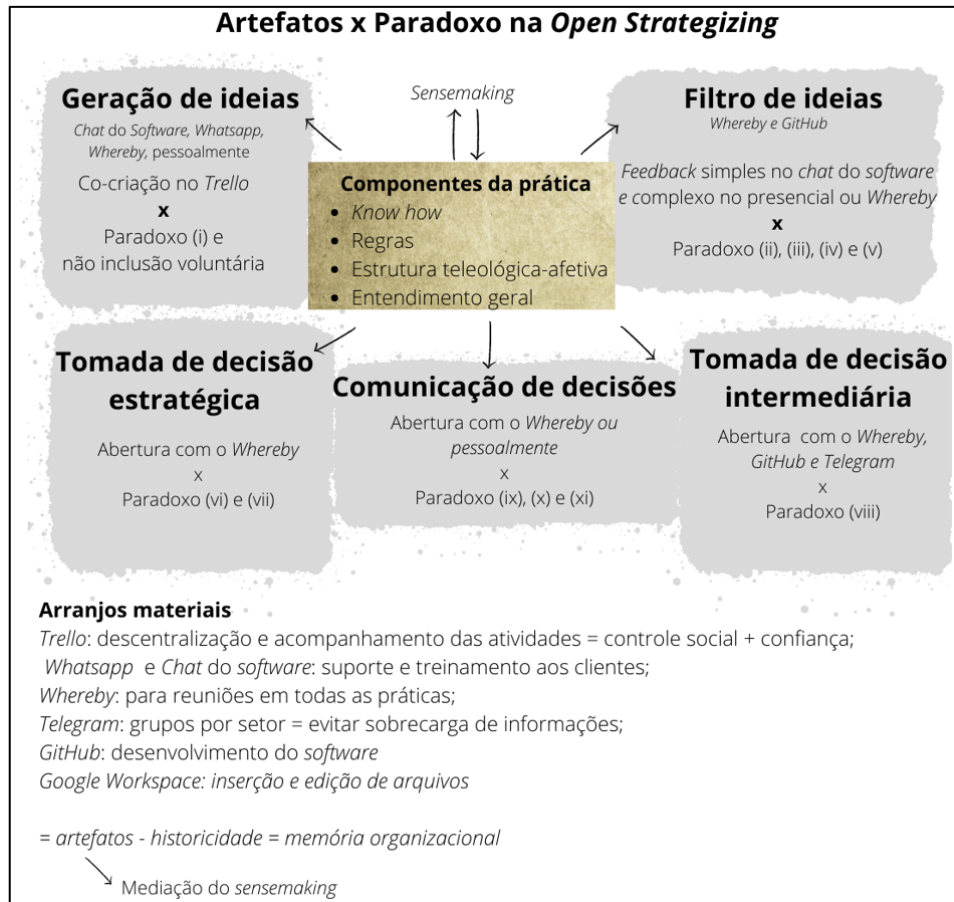 Artefatos x Paradoxo na Open Strategizing
Geração de ideias
Chat do Software, Whatsapp,
Whereby, pessoalmente
Co-criação no Trello
x
Paradoxo (i) e
não inclusão voluntária
Sensemaking
Filtro de ideias
Whereby e GitHub
Feedback simples no chat do software
e complexo no presencial ou Whereby
x
Paradoxo (ii), (iii), (iv) e (v)
Componentes da prática
• Know how
• Regras
• Estrutura teleológica-afetiva
• Entendimento geral
Tomada de decisão
estratégica
Abertura com o Whereby
x
Paradoxo (vi) e (vii)
Comunicação de decisões
Abertura com o Whereby ou
pessoalmente
x
Paradoxo (ix), (x) e (xi)
Tomada de decisão
intermediária
Abertura com o Whereby,
GitHub e Telegram
x
Paradoxo (viii)
Arranjos materiais
Trello: descentralização e acompanhamento das atividades = controle social + confiança;
Whatsapp e Chat do software: suporte e treinamento aos clientes;
Whereby: para reuniões em todas as práticas;
Telegram: grupos por setor = evitar sobrecarga de informações;
GitHub: desenvolvimento do software
Google Workspace: inserção e edição de arquivos
= artefatos - historicidade = memória organizacional
Mediação do sensemaking